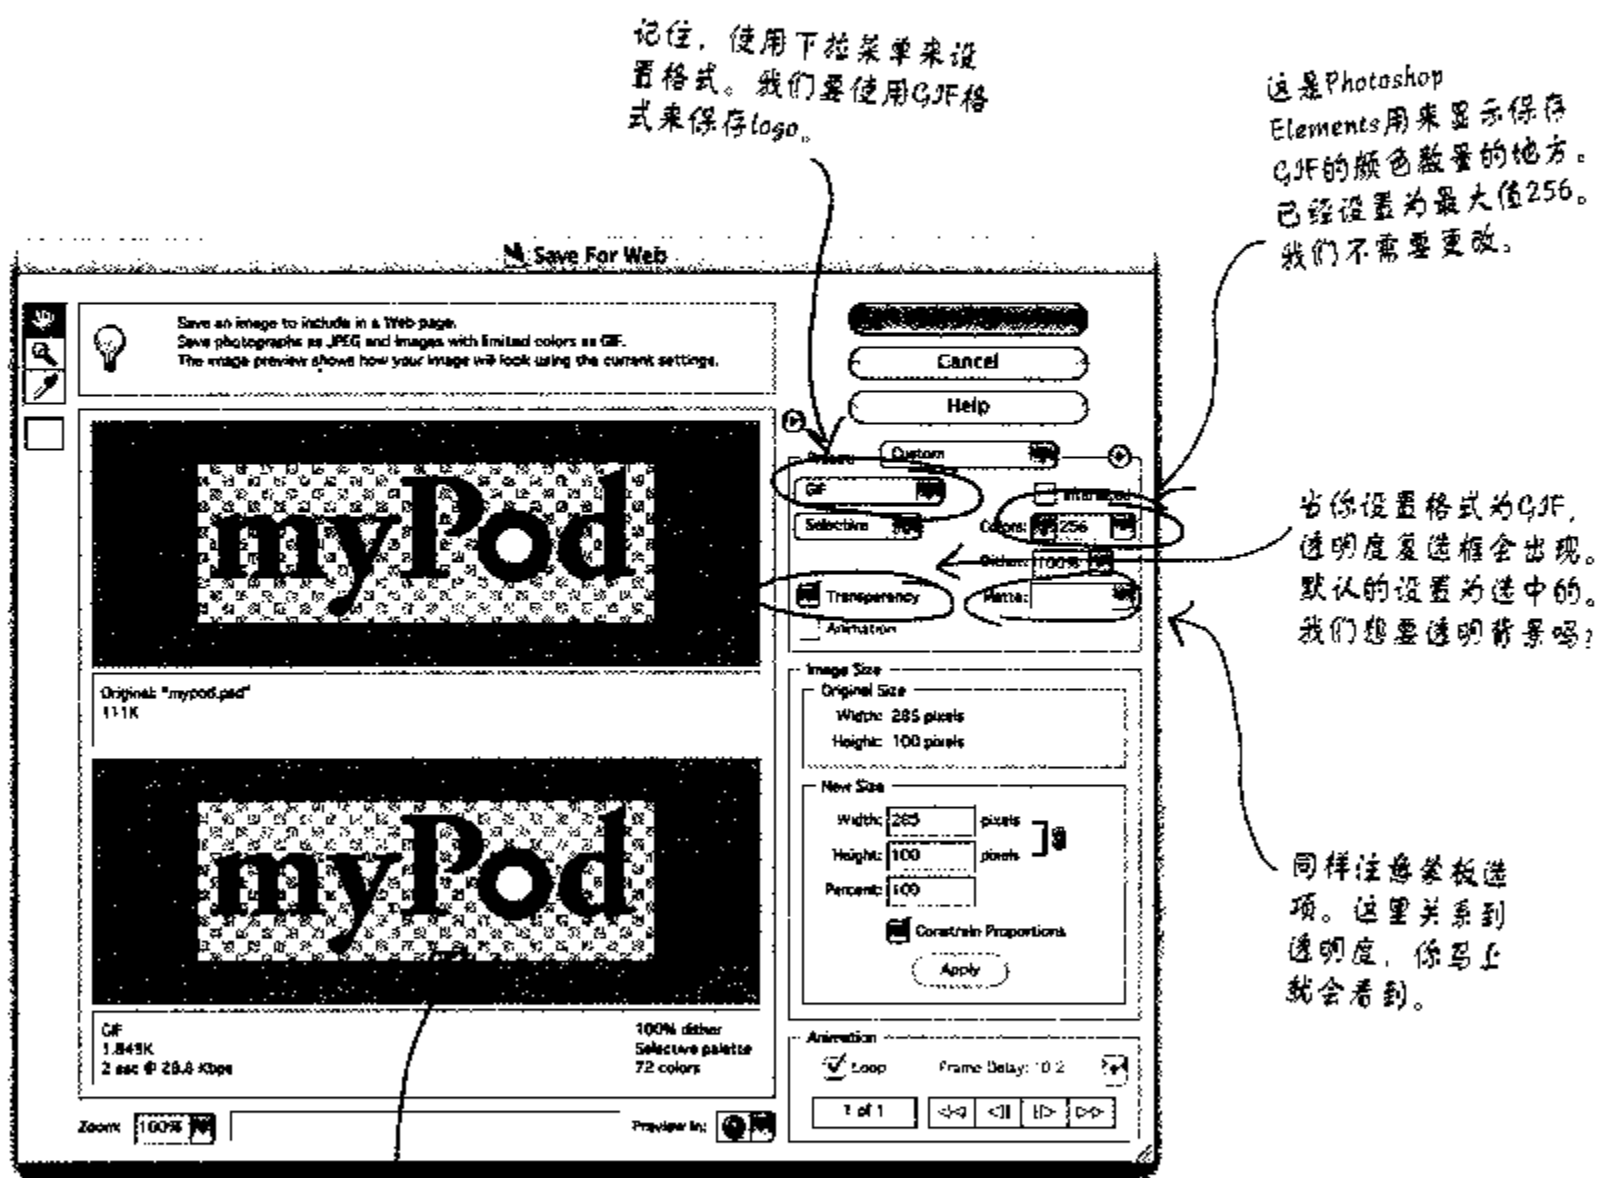 记住，使用下拉菜单来设
置格式。我们要使用GIF格
式来保存logo。
这是Photoshop
Elements用来显示保存
GIF的颜色数量的地方。
已经设置为最大值256。
我们不需要更改。
Save For Web
Save an image to include in a Web page.
Save photographs as JPEG and images with limited colors as GIF.
The image preview shows how your image will look using the current settings.
Cancel
Help
Custom
GIF
Interlaced
Selective
Colors: 256
Dither: 100%
Transparency
Matte:
Animation
当你设置格式为GIF，
透明度复选框会出现。
默认的设置为选中的。
我们想要透明背景吗？
myPod
Original: "mypod.psd"
111K
Image Size
Original Size
Width: 285 pixels
Height: 100 pixels
New Size
Width: 285 pixels
Height: 100 pixels
Percent: 100
Constrain Proportions
Apply
同样注意蒙板选
项。这里关系到
透明度，你马上
就会看到。
myPod
GIF
1.849K
2 sec @ 28.8 Kbps
100% dither
Selective palette
72 colors
Animation
Loop
Frame Delay: 
1 of 1
Zoom: 100%
Preview In: